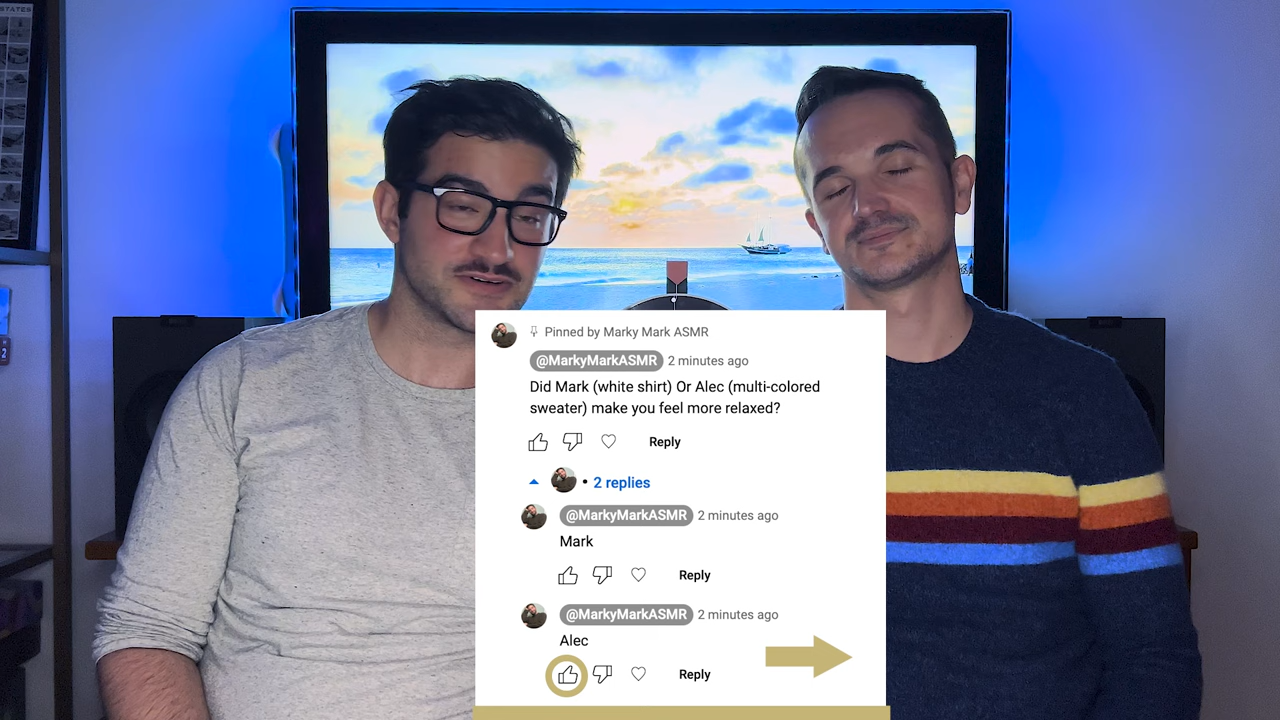 STATES
2
Pinned by Marky Mark ASMR
@MarkyMarkASMR 2 minutes ago
Did Mark (white shirt) Or Alec (multi-colored
sweater) make you feel more relaxed?
Reply
• 2 replies
@MarkyMarkASMR 2 minutes ago
Mark
Reply
@MarkyMarkASMR 2 minutes ago
Alec
Reply